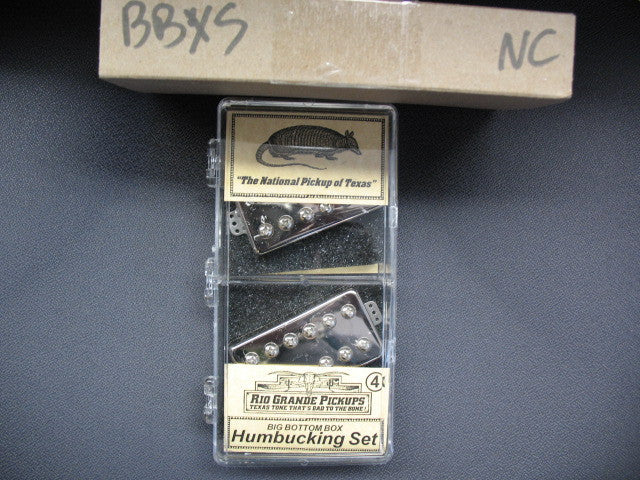 BBXS NC
"The National Pickup of Texas"
4
RIO GRANDE PICKUPS
TEXAS TONE THAT'S BAD TO THE BONE!
BIG BOTTOM BOX
Humbucking Set